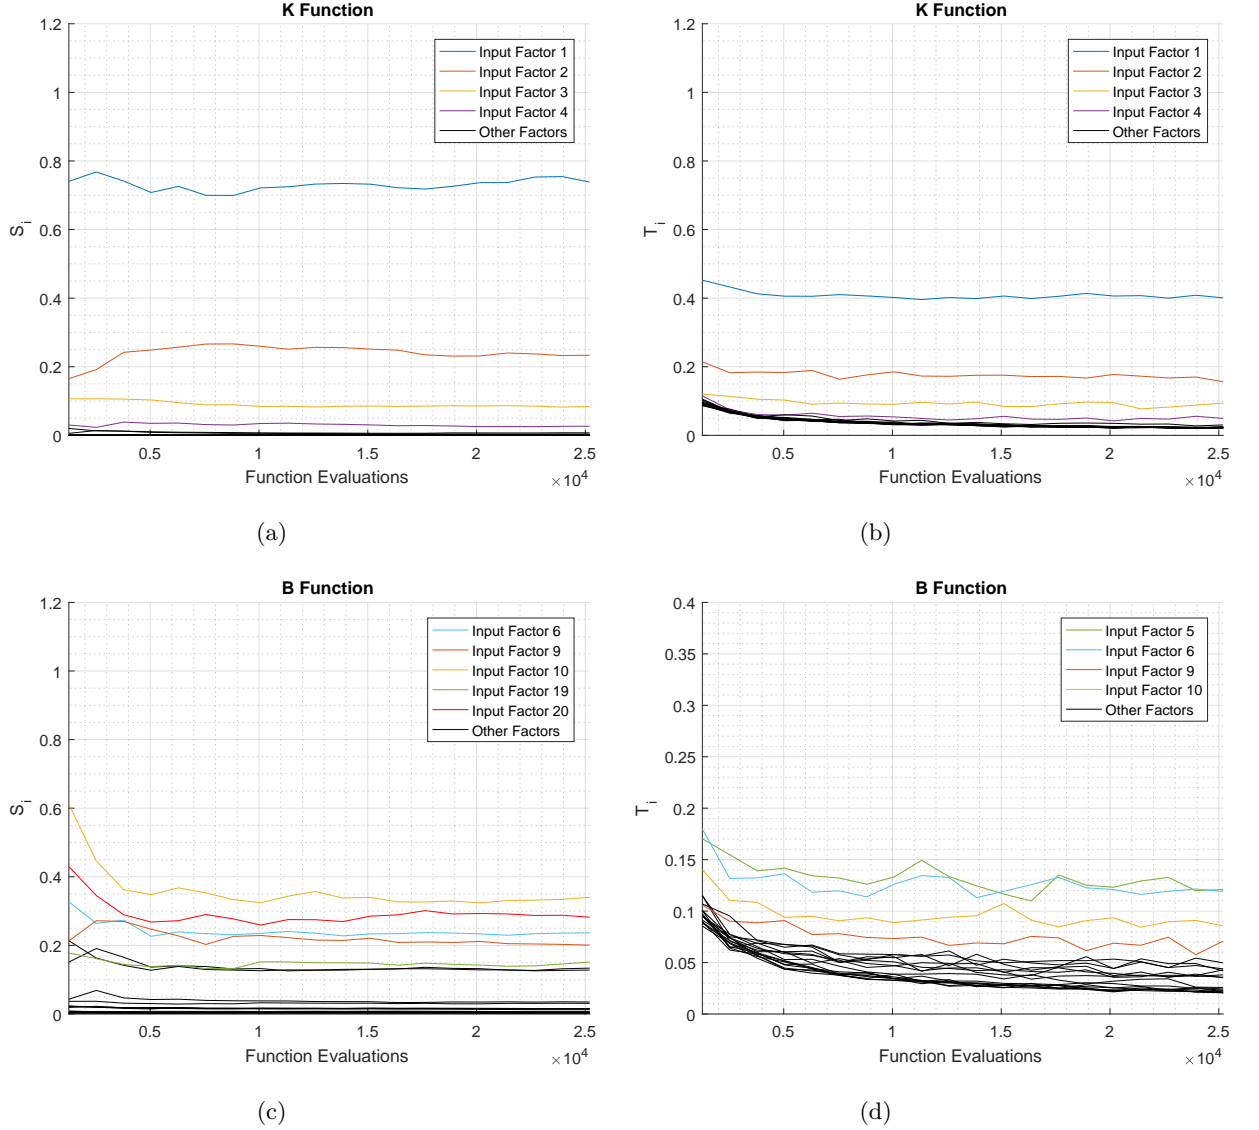 K Function
1.2
1
0.8
0.6
0.4
0.2
0
S_i
Input Factor 1
Input Factor 2
Input Factor 3
Input Factor 4
Other Factors
0.5 1 1.5 2 2.5
Function Evaluations
×10^4
(a)
K Function
1.2
1
0.8
0.6
0.4
0.2
0
T_i
Input Factor 1
Input Factor 2
Input Factor 3
Input Factor 4
Other Factors
0.5 1 1.5 2 2.5
Function Evaluations
×10^4
(b)
B Function
1.2
1
0.8
0.6
0.4
0.2
0
S_i
Input Factor 6
Input Factor 9
Input Factor 10
Input Factor 19
Input Factor 20
Other Factors
0.5 1 1.5 2 2.5
Function Evaluations
×10^4
(c)
B Function
0.4
0.35
0.3
0.25
0.2
0.15
0.1
0.05
0
T_i
Input Factor 5
Input Factor 6
Input Factor 9
Input Factor 10
Other Factors
0.5 1 1.5 2 2.5
Function Evaluations
×10^4
(d)